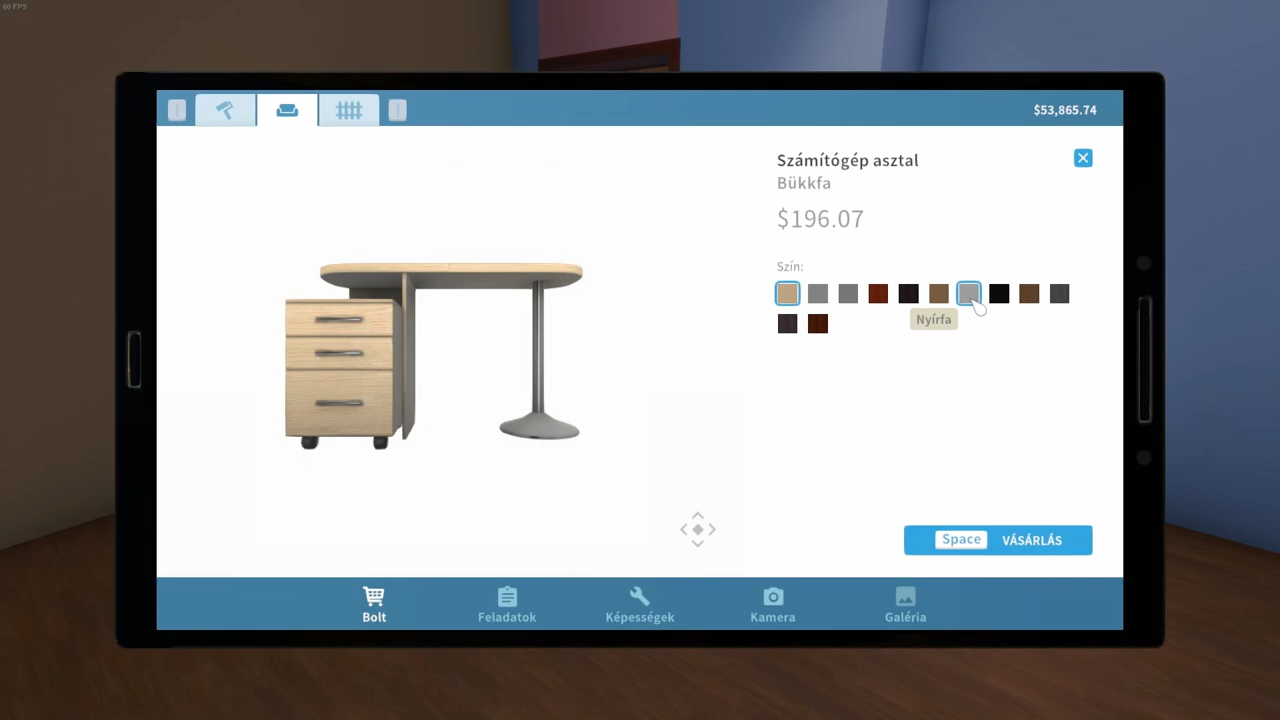 60 FPS
$53,865.74
Számítógép asztal
Bükkfa
$196.07
Szín:
Nyírfa
Space VÁSÁRLÁS
Bolt Feladatok Képességek Kamera Galéria